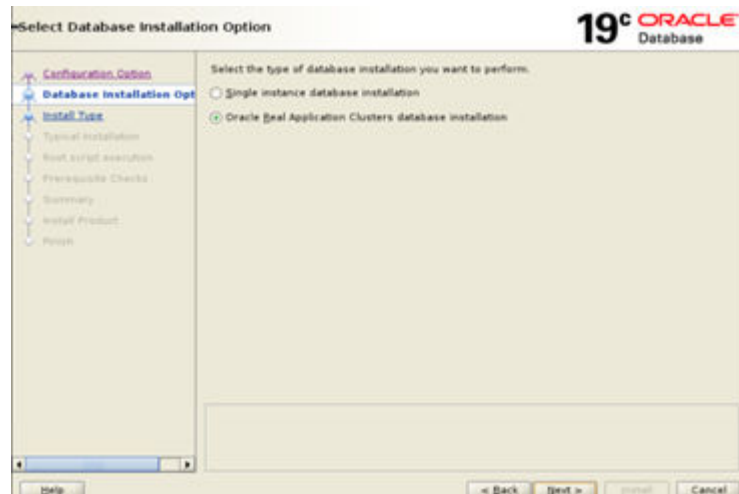 Select Database Installation Option
19c ORACLE
Database
Configuration Option
Database Installation Opt
Install Type
Typical Installation
Root script execution
Prerequisite Checks
Summary
Install Product
Finish
Select the type of database installation you want to perform.
Single instance database installation
Oracle Real Application Clusters database installation
Help
< Back
Next >
Install
Cancel